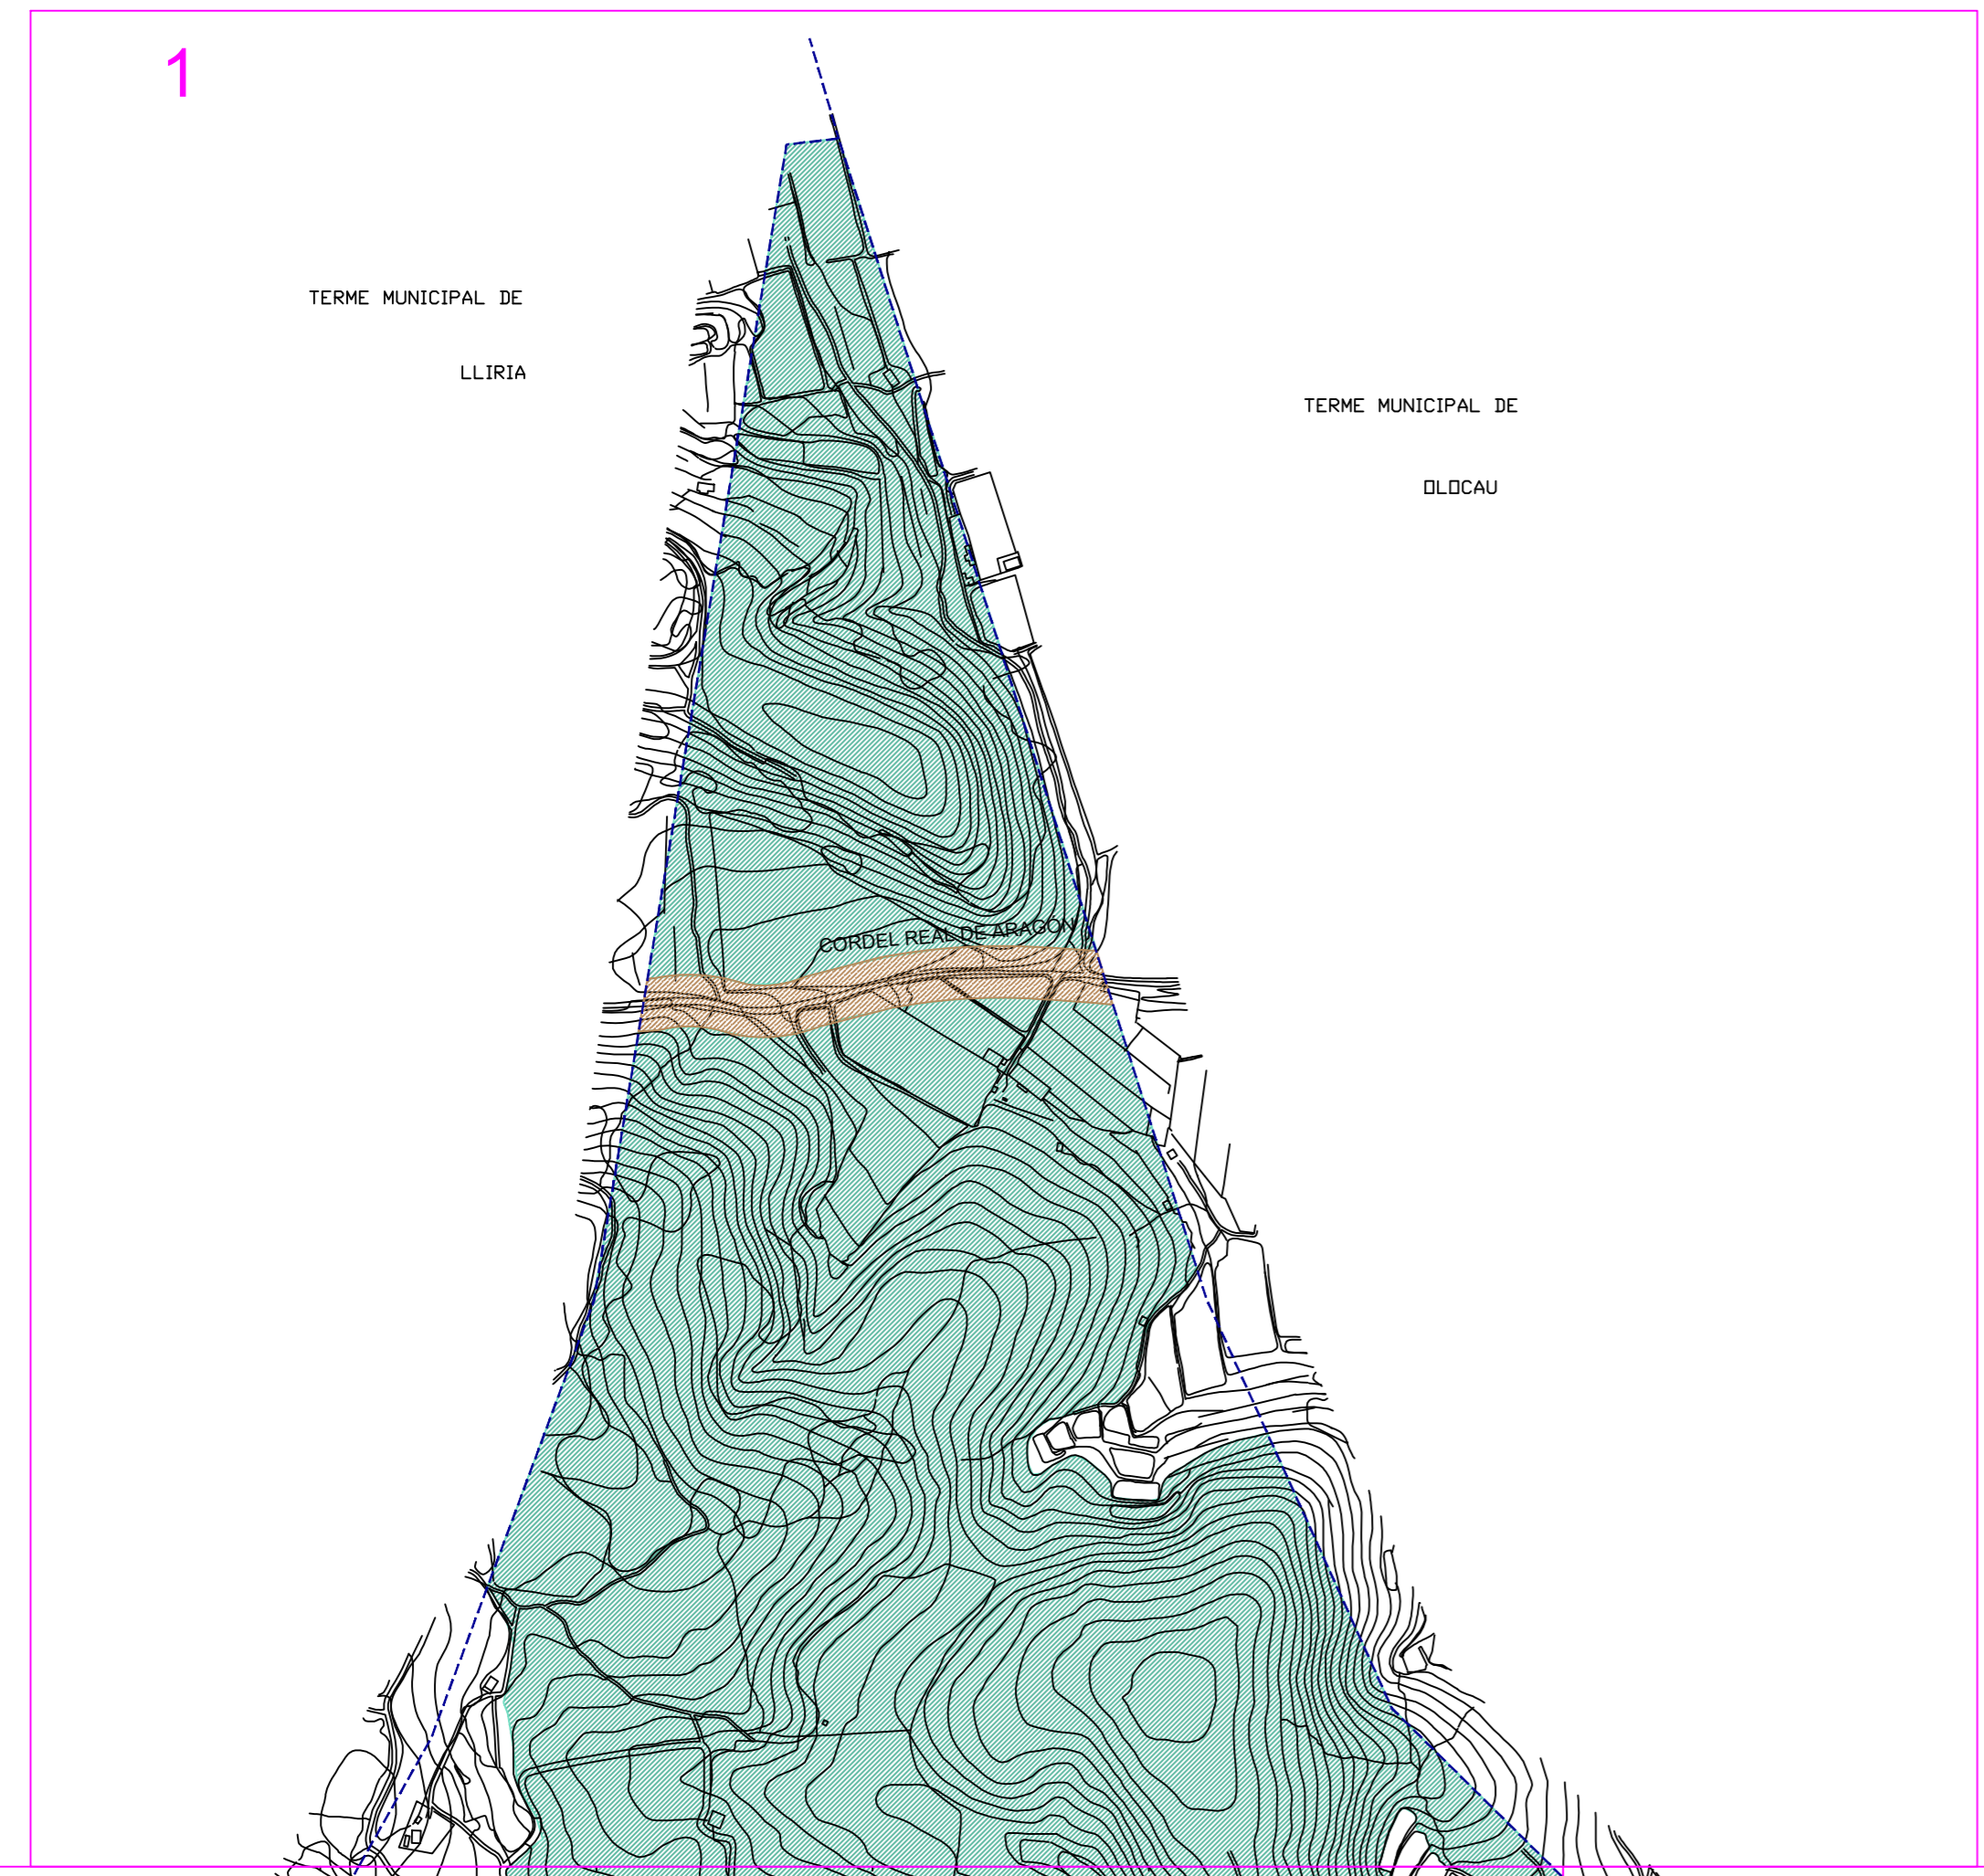 1
TERME MUNICIPAL DE
LLIRIA
TERME MUNICIPAL DE
OLOCAU
CORDEL REAL DE ARAGÓN